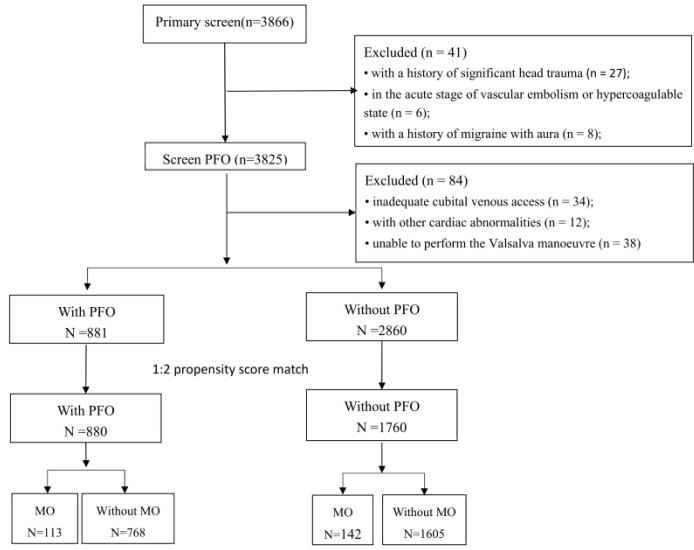 Primary screen(n=3866)
Excluded (n = 41)
• with a history of significant head trauma (n = 27);
• in the acute stage of vascular embolism or hypercoagulable
state (n = 6);
• with a history of migraine with aura (n = 8);
Screen PFO (n=3825)
Excluded (n = 84)
• inadequate cubital venous access (n = 34);
• with other cardiac abnormalities (n = 12);
• unable to perform the Valsalva manoeuvre (n = 38)
With PFO
N =881
Without PFO
N =2860
1:2 propensity score match
With PFO
N =880
Without PFO
N =1760
MO
N=113
Without MO
N=768
MO
N=142
Without MO
N=1605